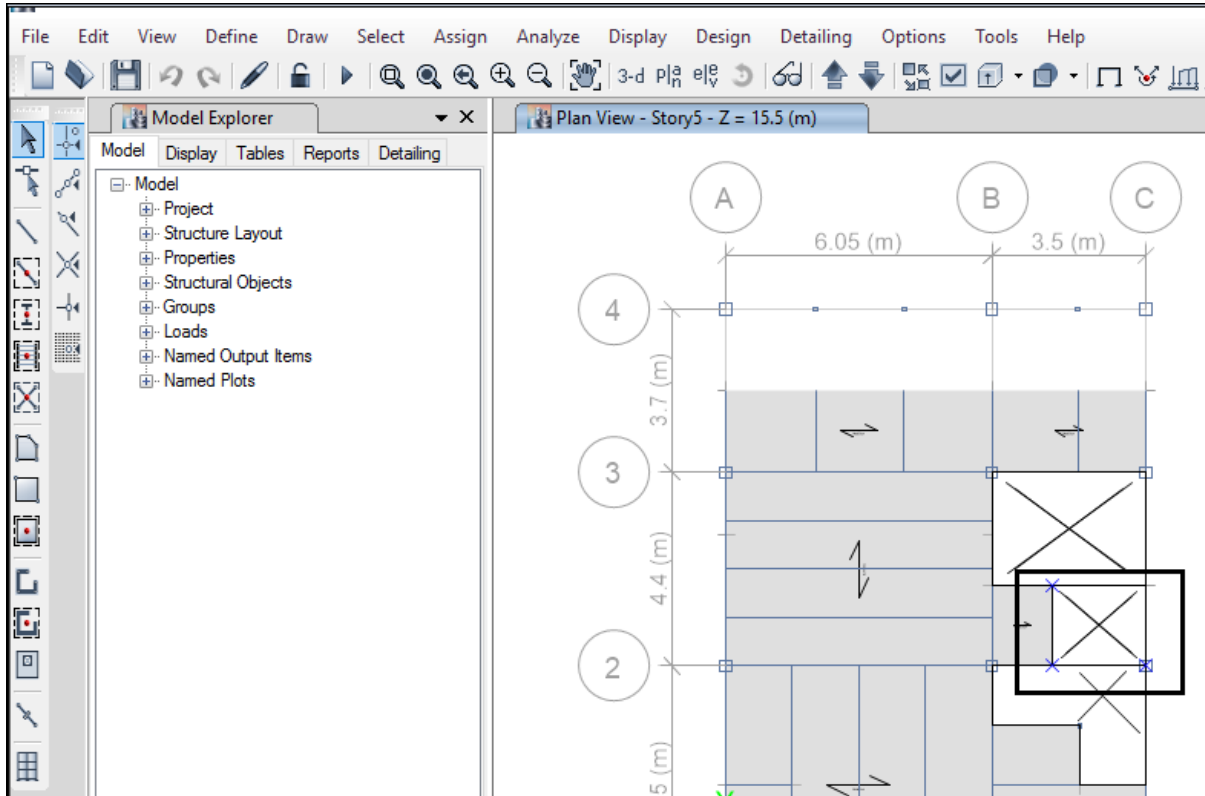 File Edit View Define Draw Select Assign Analyze Display Design Detailing Options Tools Help
3-d
Model Explorer
Model Display Tables Reports Detailing
Model
Project
Structure Layout
Properties
Structural Objects
Groups
Loads
Named Output Items
Named Plots
Plan View - Story5 - Z = 15.5 (m)
A B C
6.05 (m) 3.5 (m)
4
3.7 (m)
3
4.4 (m)
2
5 (m)